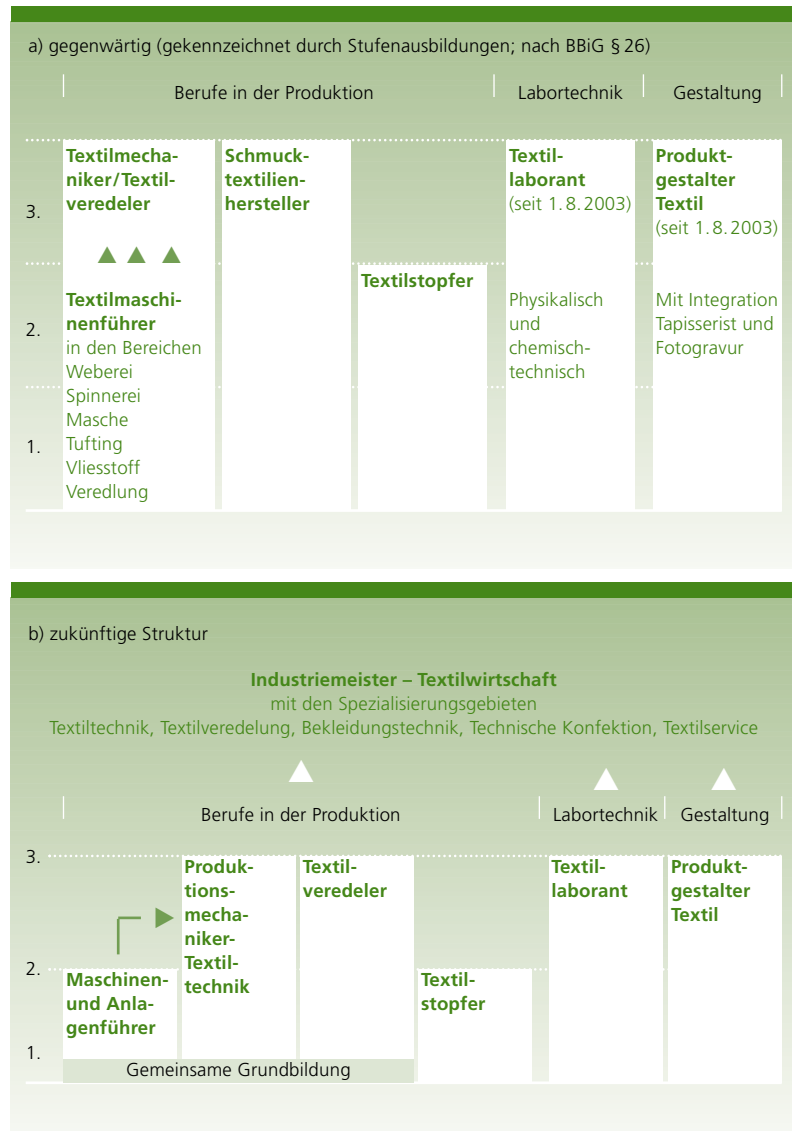 a) gegenwärtig (gekennzeichnet durch Stufenausbildungen; nach BBiG § 26)
Berufe in der Produktion
Labortechnik
Gestaltung
3.
2.
1.
Textilmecha-
niker/Textil-
veredeler
Textilmaschi-
nenführer
in den Bereichen
Weberei
Spinnerei
Masche
Tufting
Vliesstoff
Veredlung
Schmuck-
textilien-
hersteller
Textilstopfer
Textil-
laborant
(seit 1. 8. 2003)
Physikalisch
und
chemisch-
technisch
Produkt-
gestalter
Textil
(seit 1. 8. 2003)
Mit Integration
Tapisserist und
Fotogravur
b) zukünftige Struktur
Industriemeister – Textilwirtschaft
mit den Spezialisierungsgebieten
Textiltechnik, Textilveredelung, Bekleidungstechnik, Technische Konfektion, Textilservice
Berufe in der Produktion
Labortechnik
Gestaltung
3.
2.
1.
Maschinen-
und Anla-
genführer
Produk-
tions-
mecha-
niker-
Textil-
technik
Textil-
veredeler
Textil-
stopfer
Textil-
laborant
Produkt-
gestalter
Textil
Gemeinsame Grundbildung